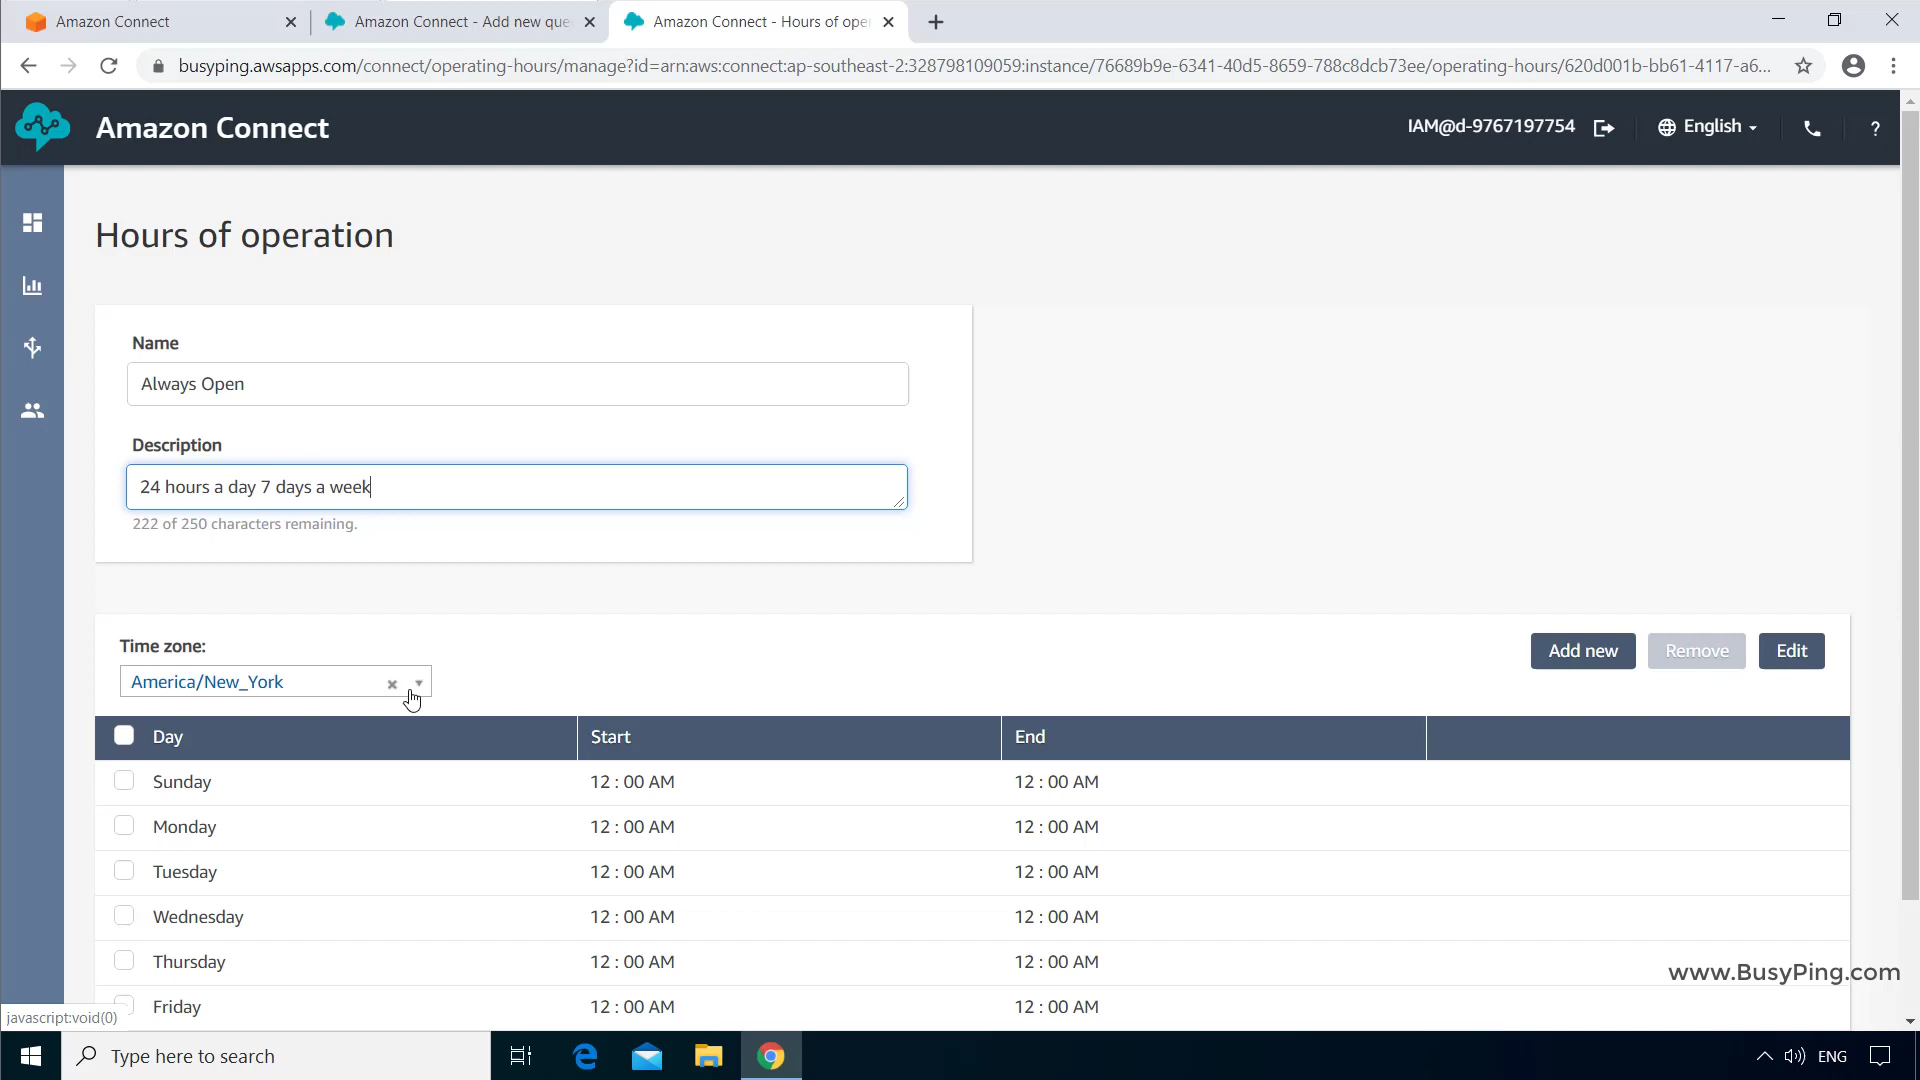 Amazon Connect
Amazon Connect - Add new que
Amazon Connect - Hours of ope
busyping.awsapps.com/connect/operating-hours/manage?id=arn:aws:connect:ap-southeast-2:328798109059:instance/76689b9e-6341-40d5-8659-788c8dcb73ee/operating-hours/620d001b-bb61-4117-a6...
Amazon Connect
IAM@d-9767197754
English
?
Hours of operation
Name
Always Open
Description
24 hours a day 7 days a week
222 of 250 characters remaining.
Time zone:
America/New_York
Add new
Remove
Edit
Day Start End
Sunday 12 : 00 AM 12 : 00 AM
Monday 12 : 00 AM 12 : 00 AM
Tuesday 12 : 00 AM 12 : 00 AM
Wednesday 12 : 00 AM 12 : 00 AM
Thursday 12 : 00 AM 12 : 00 AM
Friday 12 : 00 AM 12 : 00 AM
www.BusyPing.com
javascript:void(0)
Type here to search
ENG